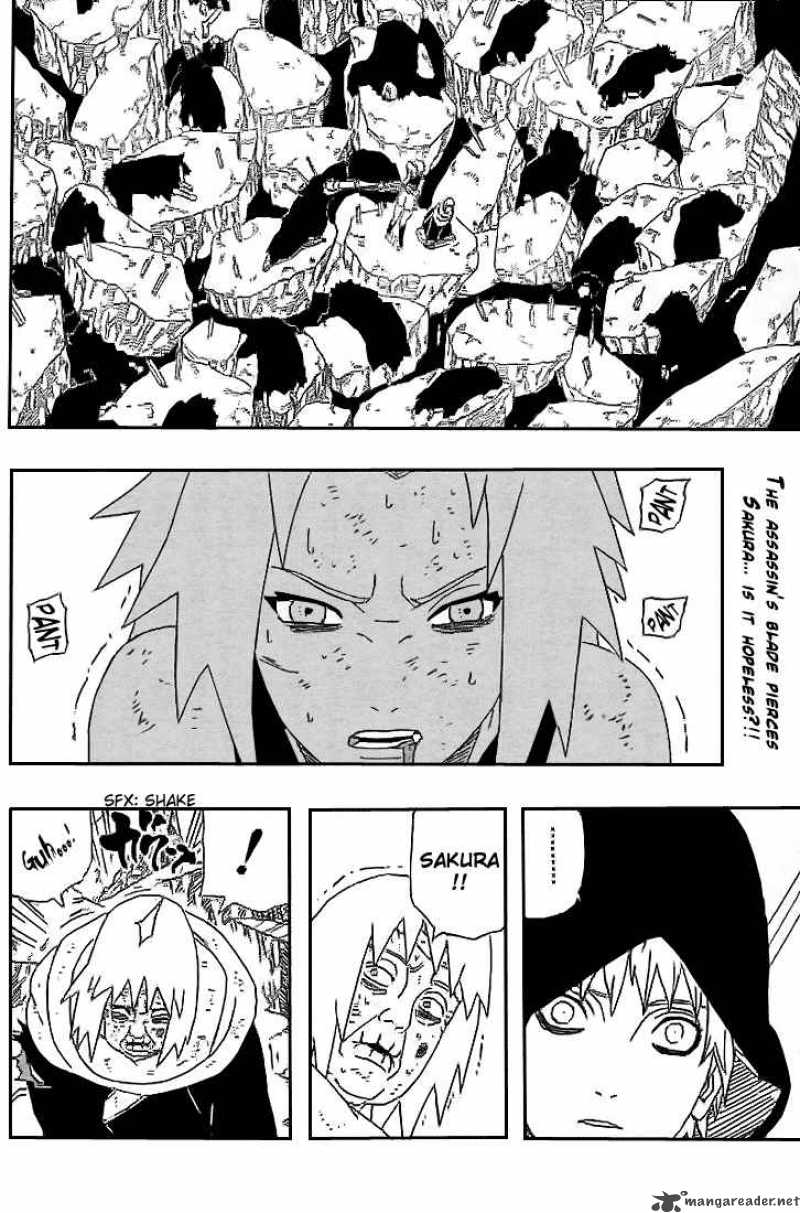 THE ASSASSIN'S BLADE PIERCES
SAKURA... IS IT HOPELESS?!!
PANT
PANT
PANT
..........
SAKURA
!!
SFX: SHAKE
!
Guh...!
mangareader.net